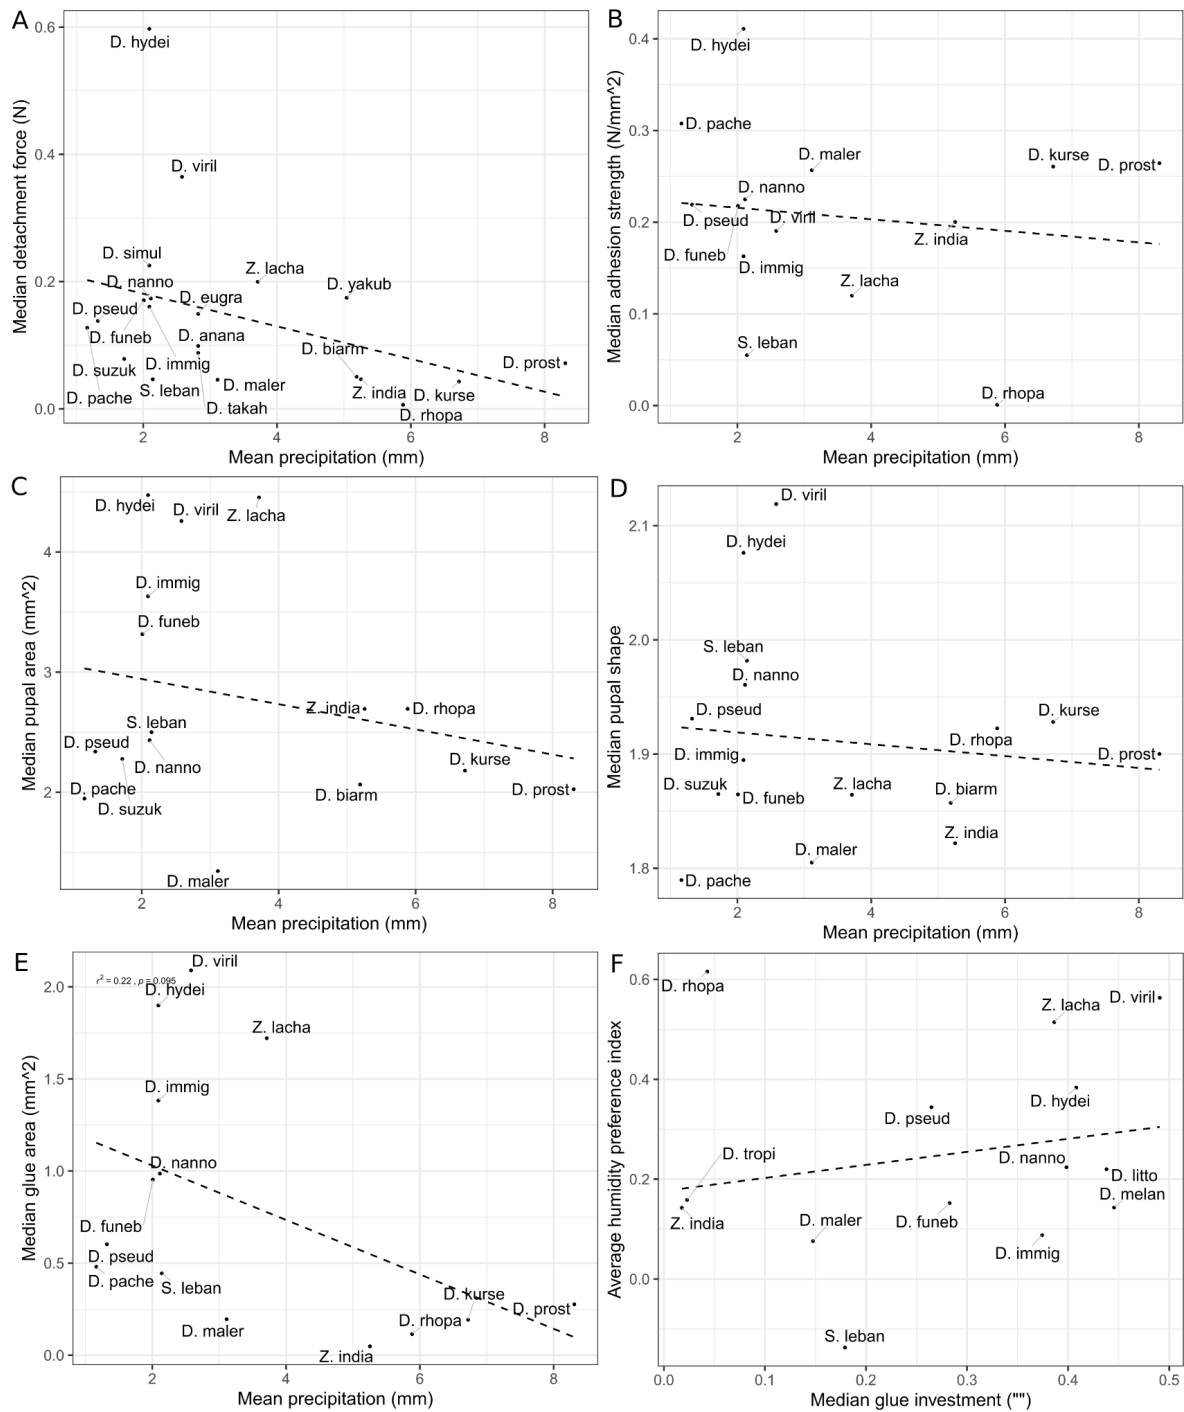 A
Median detachment force (N)
0.6
0.4
0.2
0.0
D. hydei
D. viril
D. simul
Z. lacha
D. nanno
D. yakub
D. eugra
D. pseud
D. funeb
D. anana
D. biarm
D. prost
D. suzuk
D. immig
D. pache
S. leban
D. maler
Z. india
D. kurse
D. takah
D. rhopa
2 4 6 8
Mean precipitation (mm)
B
Median adhesion strength (N/mm^2)
0.4
0.3
0.2
0.1
0.0
D. hydei
D. pache
D. maler
D. kurse
D. prost
D. nanno
D. pseud
D. viril
Z. india
D. funeb
D. immig
Z. lacha
S. leban
D. rhopa
2 4 6 8
Mean precipitation (mm)
C
Median pupal area (mm^2)
4
3
2
D. hydei
D. viril
Z. lacha
D. immig
D. funeb
Z. india
D. rhopa
S. leban
D. pseud
D. nanno
D. kurse
D. pache
D. suzuk
D. biarm
D. prost
D. maler
2 4 6 8
Mean precipitation (mm)
D
Median pupal shape
2.1
2.0
1.9
1.8
D. viril
D. hydei
S. leban
D. nanno
D. pseud
D. kurse
D. rhopa
D. immig
D. prost
D. suzuk
D. funeb
Z. lacha
D. biarm
Z. india
D. maler
D. pache
2 4 6 8
Mean precipitation (mm)
E
Median glue area (mm^2)
2.0
1.5
1.0
0.5
0.0
r² = 0.22 , p = 0.095
D. viril
D. hydei
Z. lacha
D. immig
D. nanno
D. funeb
D. pseud
D. pache
S. leban
D. kurse
D. prost
D. rhopa
D. maler
Z. india
2 4 6 8
Mean precipitation (mm)
F
Average humidity preference index
0.6
0.4
0.2
0.0
D. rhopa
D. viril
Z. lacha
D. hydei
D. pseud
D. tropi
D. nanno
D. litto
D. melan
Z. india
D. maler
D. funeb
D. immig
S. leban
0.0 0.1 0.2 0.3 0.4 0.5
Median glue investment ("")